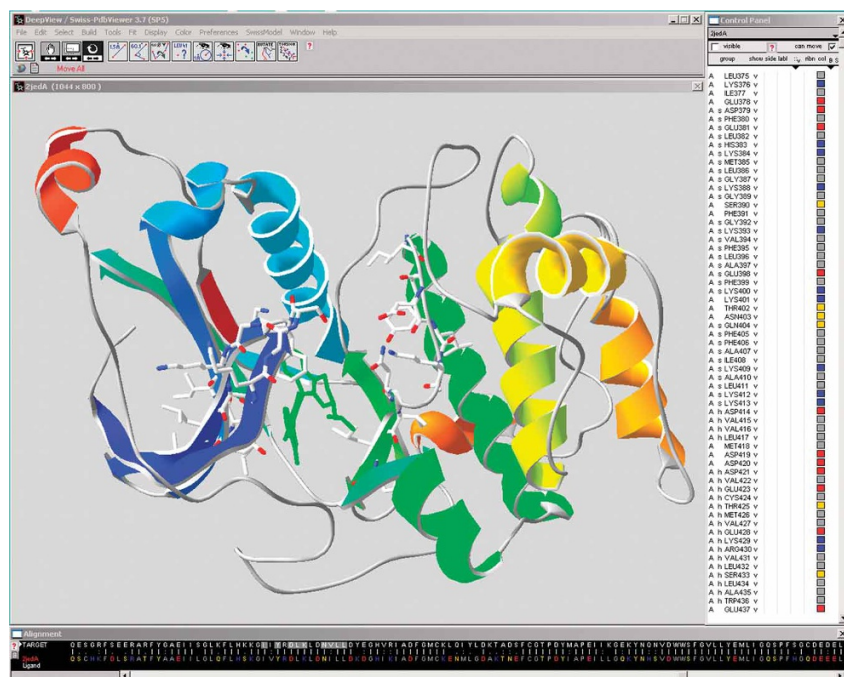 DeepView / Swiss-PdbViewer 3.7 (SP5)
File Edit Select Build Tools Fit Display Color Preferences SwissModel Window Help
Move All
2jedA (1044 x 800)
Control Panel
2jedA
visible ? can move
group show side labl ribn col B S
A LEU375 v
A LYS376 v
A ILE377 v
A GLU378 v
A s ASP379 v
A s PHE380 v
A s GLU381 v
A s LEU382 v
A s HIS383 v
A s LYS384 v
A s MET385 v
A s LEU386 v
A s GLY387 v
A s LYS388 v
A s GLY389 v
A SER390 v
A PHE391 v
A s GLY392 v
A s LYS393 v
A s VAL394 v
A s PHE395 v
A s LEU396 v
A s ALA397 v
A s GLU398 v
A s PHE399 v
A s LYS400 v
A LYS401 v
A THR402 v
A ASN403 v
A s GLN404 v
A s PHE405 v
A s PHE406 v
A s ALA407 v
A s ILE408 v
A s LYS409 v
A s ALA410 v
A s LEU411 v
A s LYS412 v
A s LYS413 v
A h ASP414 v
A h VAL415 v
A h VAL416 v
A h LEU417 v
A MET418 v
A ASP419 v
A ASP420 v
A h ASP421 v
A h VAL422 v
A h GLU423 v
A h CYS424 v
A h THR425 v
A h MET426 v
A h VAL427 v
A h GLU428 v
A h LYS429 v
A h ARG430 v
A h VAL431 v
A h LEU432 v
A h SER433 v
A h LEU434 v
A h ALA435 v
A h TRP436 v
A GLU437 v
Alignment
TARGET
2jedA
Ligand